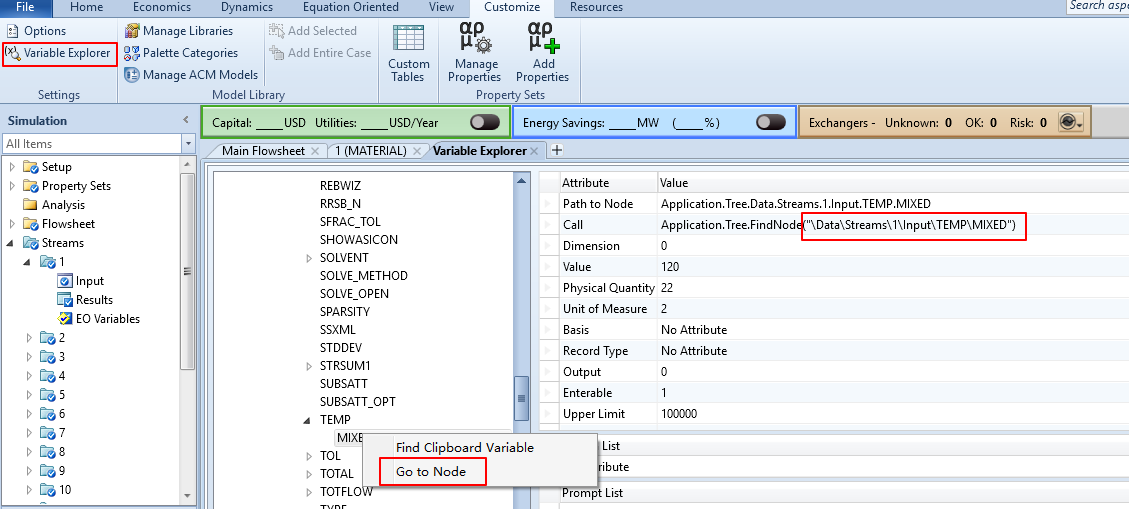 File Home Economics Dynamics Equation Oriented View Customize Resources Search aspe
Options
Variable Explorer
Settings
Manage Libraries
Palette Categories
Manage ACM Models
Add Selected
Add Entire Case
Model Library
Custom
Tables
αρ
μ
Manage
Properties
αρ
μ
Add
Properties
Property Sets
Capital: ____USD Utilities: ____USD/Year
Energy Savings: ____MW (____%)
Exchangers - Unknown: 0 OK: 0 Risk: 0
Simulation
All Items
Setup
Property Sets
Analysis
Flowsheet
Streams
1
Input
Results
EO Variables
2
3
4
5
6
7
8
9
10
Main Flowsheet
1 (MATERIAL)
Variable Explorer
REBWIZ
RRSB_N
SFRAC_TOL
SHOWASICON
SOLVENT
SOLVE_METHOD
SOLVE_OPEN
SPARSITY
SSXML
STDDEV
STRSUM1
SUBSATT
SUBSATT_OPT
TEMP
MIXE
TOL
TOTAL
TOTFLOW
TYPE
Find Clipboard Variable
Go to Node
Attribute Value
Path to Node Application.Tree.Data.Streams.1.Input.TEMP.MIXED
Call Application.Tree.FindNode("\Data\Streams\1\Input\TEMP\MIXED")
Dimension 0
Value 120
Physical Quantity 22
Unit of Measure 2
Basis No Attribute
Record Type No Attribute
Output 0
Enterable 1
Upper Limit 100000
List
ribute
Prompt List